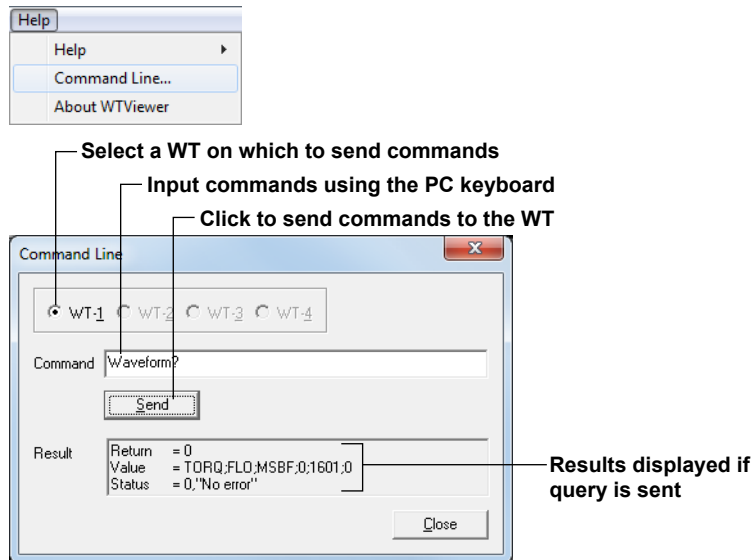 Help
Help
Command Line...
About WTViewer
Select a WT on which to send commands
Input commands using the PC keyboard
Click to send commands to the WT
Command Line
WT-1 WT-2 WT-3 WT-4
Command Waveform?
Send
Result
Return = 0
Value = TORQ;FLO;MSBF;0;1601;0
Status = 0,"No error"
Results displayed if
query is sent
Close